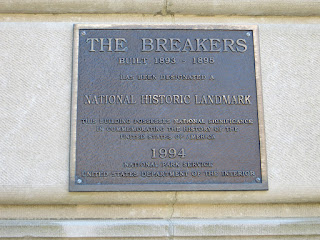 THE BREAKERS
BUILT 1893 - 1895
HAS BEEN DESIGNATED A
NATIONAL HISTORIC LANDMARK
THIS BUILDING POSSESSES NATIONAL SIGNIFICANCE
IN COMMEMORATING THE HISTORY OF THE
UNITED STATES OF AMERICA
1994
NATIONAL PARK SERVICE
UNITED STATES DEPARTMENT OF THE INTERIOR